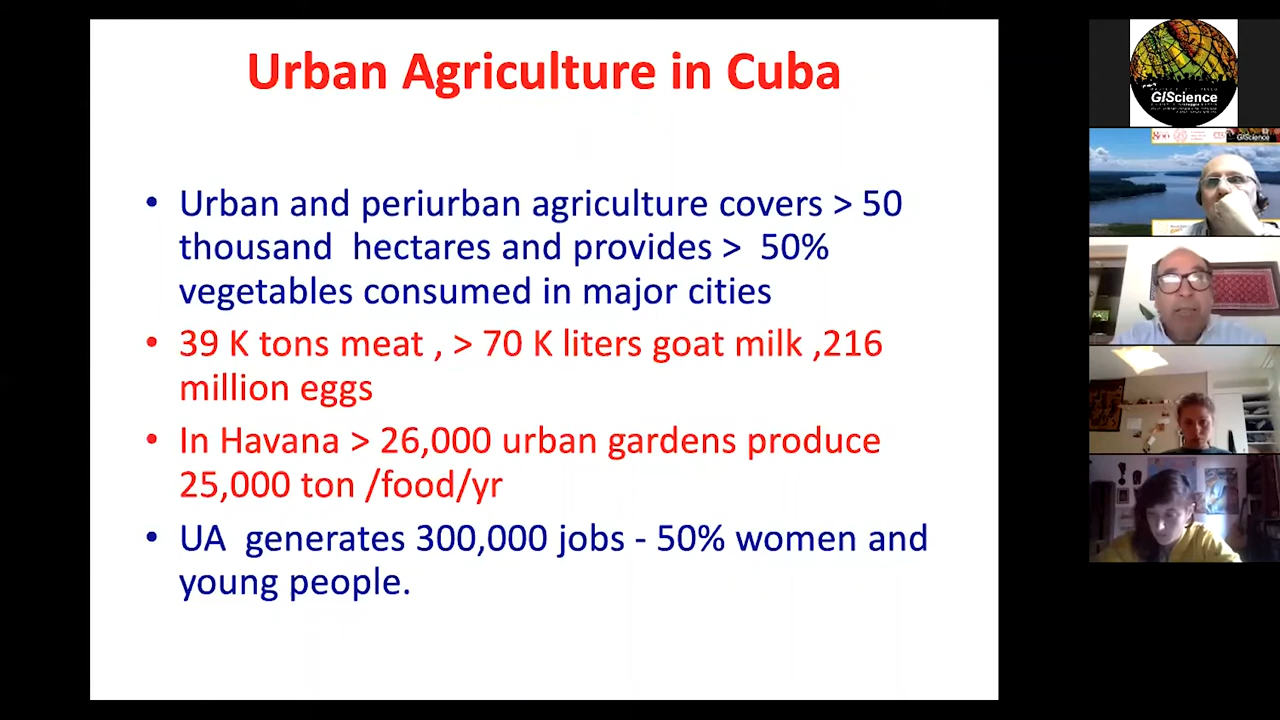 Urban Agriculture in Cuba
• Urban and periurban agriculture covers > 50
thousand  hectares and provides >  50%
vegetables consumed in major cities
• 39 K tons meat , > 70 K liters goat milk ,216
million eggs
• In Havana > 26,000 urban gardens produce
25,000 ton /food/yr
• UA  generates 300,000 jobs - 50% women and
young people.
GIScience